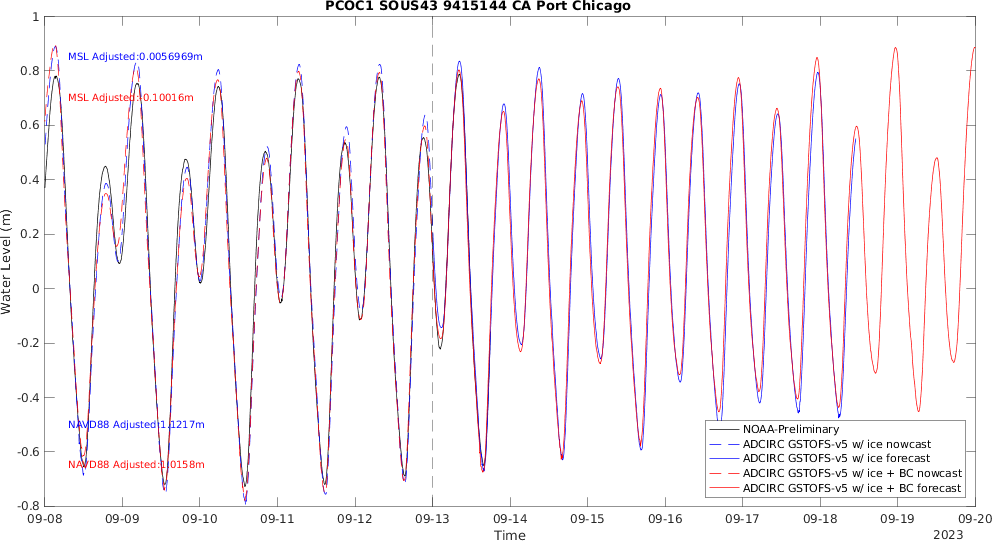 PCOC1 SOUS43 9415144 CA Port Chicago
Water Level (m)
1
0.8
0.6
0.4
0.2
0
-0.2
-0.4
-0.6
-0.8
MSL Adjusted:0.0056969m
MSL Adjusted:-0.10016m
NAVD88 Adjusted:1.1217m
NAVD88 Adjusted:1.0158m
NOAA-Preliminary
ADCIRC GSTOFS-v5 w/ ice nowcast
ADCIRC GSTOFS-v5 w/ ice forecast
ADCIRC GSTOFS-v5 w/ ice + BC nowcast
ADCIRC GSTOFS-v5 w/ ice + BC forecast
09-08 09-09 09-10 09-11 09-12 09-13 09-14 09-15 09-16 09-17 09-18 09-19 09-20
Time
2023